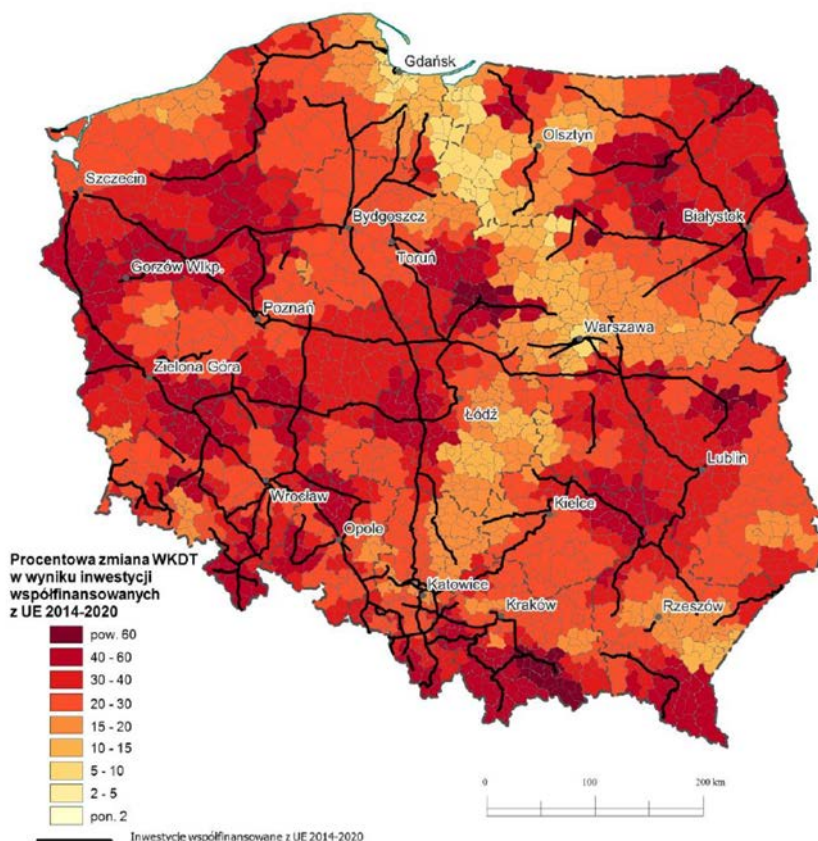 Gdańsk
Olsztyn
Szczecin
Bydgoszcz
Białystok
Toruń
Gorzów Wlkp.
Poznań
Warszawa
Zielona Góra
Łódź
Lublin
Wrocław
Kielce
Opole
Katowice
Kraków
Rzeszów
Procentowa zmiana WKDT
w wyniku inwestycji
współfinansowanych
z UE 2014-2020
pow. 60
40 - 60
30 - 40
20 - 30
15 - 20
10 - 15
5 - 10
2 - 5
pon. 2
0 100 200 km
Inwestycje współfinansowane z UE 2014-2020